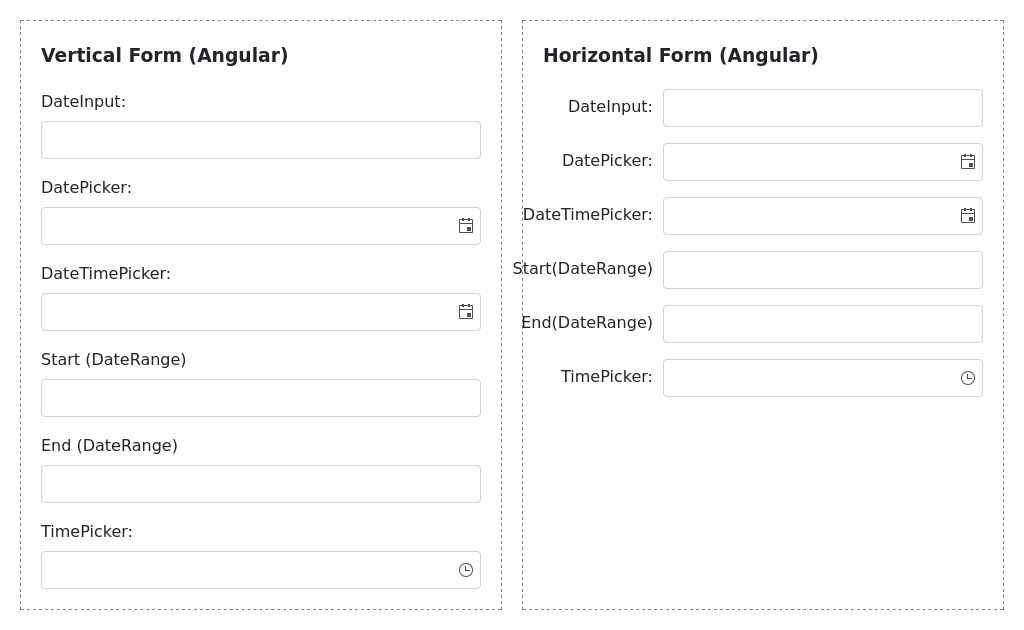 Vertical Form (Angular)
DateInput:
DatePicker:
DateTimePicker:
Start (DateRange)
End (DateRange)
TimePicker:
Horizontal Form (Angular)
DateInput:
DatePicker:
DateTimePicker:
Start(DateRange)
End(DateRange)
TimePicker: